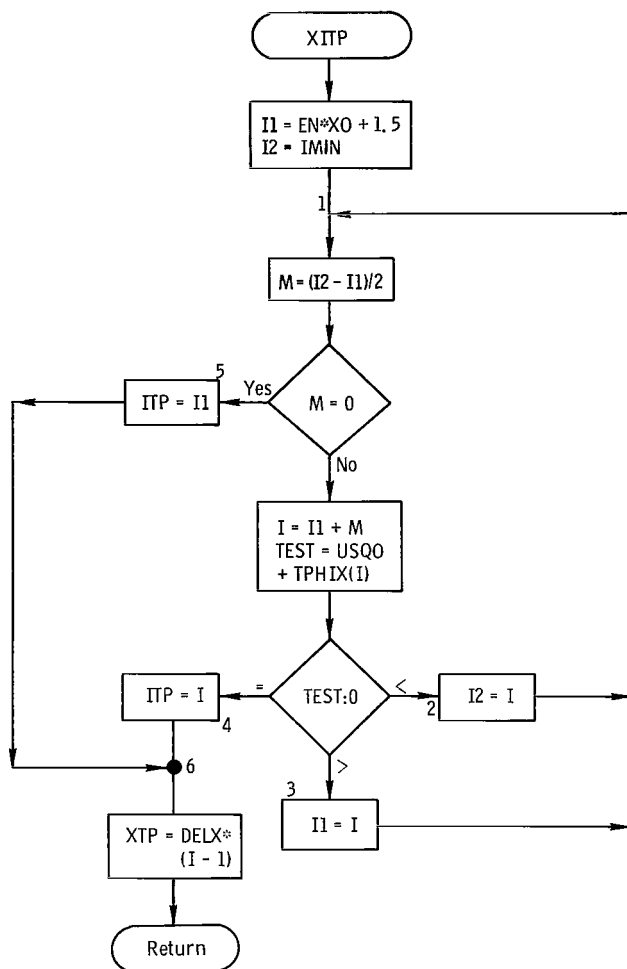 XITP
I1 = EN*XO + 1.5
I2 = IMIN
1
M = (I2 - I1)/2
5
Yes
ITP = I1
M = 0
No
I = I1 + M
TEST = USQO
+ TPHIX(I)
ITP = I
=
TEST:0
<
I2 = I
4
2
6
>
3
I1 = I
XTP = DELX*
(I - 1)
Return